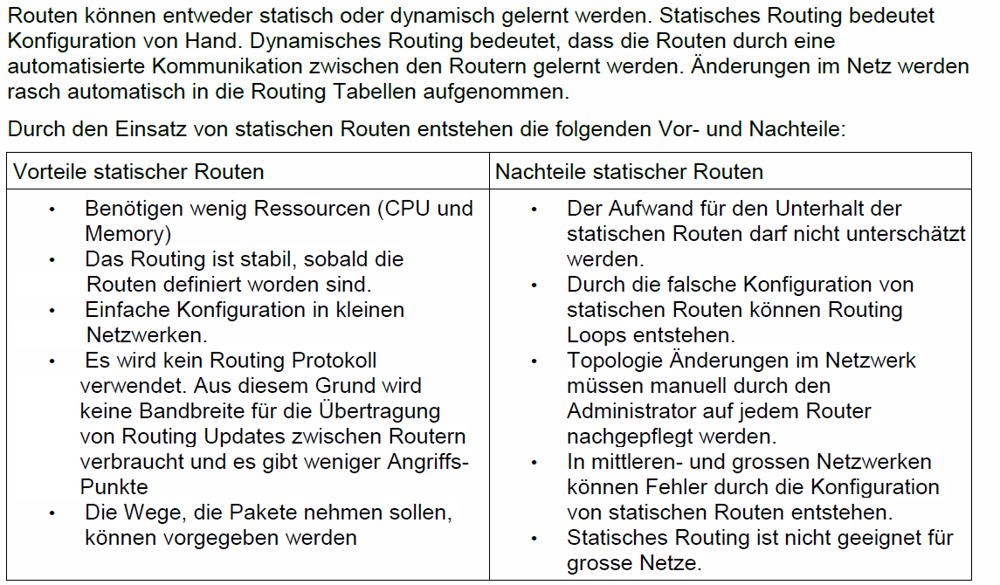 Routen können entweder statisch oder dynamisch gelernt werden. Statisches Routing bedeutet
Konfiguration von Hand. Dynamisches Routing bedeutet, dass die Routen durch eine
automatisierte Kommunikation zwischen den Routern gelernt werden. Änderungen im Netz werden
rasch automatisch in die Routing Tabellen aufgenommen.
Durch den Einsatz von statischen Routen entstehen die folgenden Vor- und Nachteile:
Vorteile statischer Routen
• Benötigen wenig Ressourcen (CPU und
Memory)
• Das Routing ist stabil, sobald die
Routen definiert worden sind.
• Einfache Konfiguration in kleinen
Netzwerken.
• Es wird kein Routing Protokoll
verwendet. Aus diesem Grund wird
keine Bandbreite für die Übertragung
von Routing Updates zwischen Routern
verbraucht und es gibt weniger Angriffs-
Punkte
• Die Wege, die Pakete nehmen sollen,
können vorgegeben werden
Nachteile statischer Routen
• Der Aufwand für den Unterhalt der
statischen Routen darf nicht unterschätzt
werden.
• Durch die falsche Konfiguration von
statischen Routen können Routing
Loops entstehen.
• Topologie Änderungen im Netzwerk
müssen manuell durch den
Administrator auf jedem Router
nachgepflegt werden.
• In mittleren- und grossen Netzwerken
können Fehler durch die Konfiguration
von statischen Routen entstehen.
• Statisches Routing ist nicht geeignet für
grosse Netze.